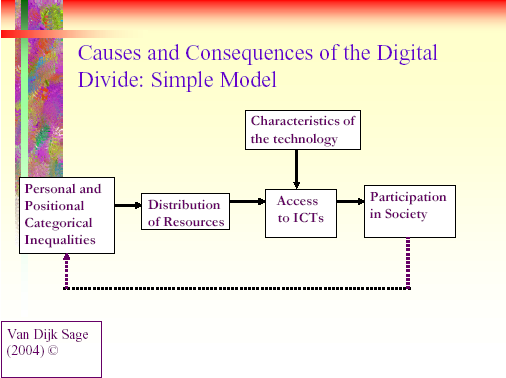 Causes and Consequences of the Digital
Divide: Simple Model
Characteristics of
the technology
Personal and
Positional
Categorical
Inequalities
Distribution
of Resources
Access
to ICTs
Participation
in Society
Van Dijk Sage
(2004) ©